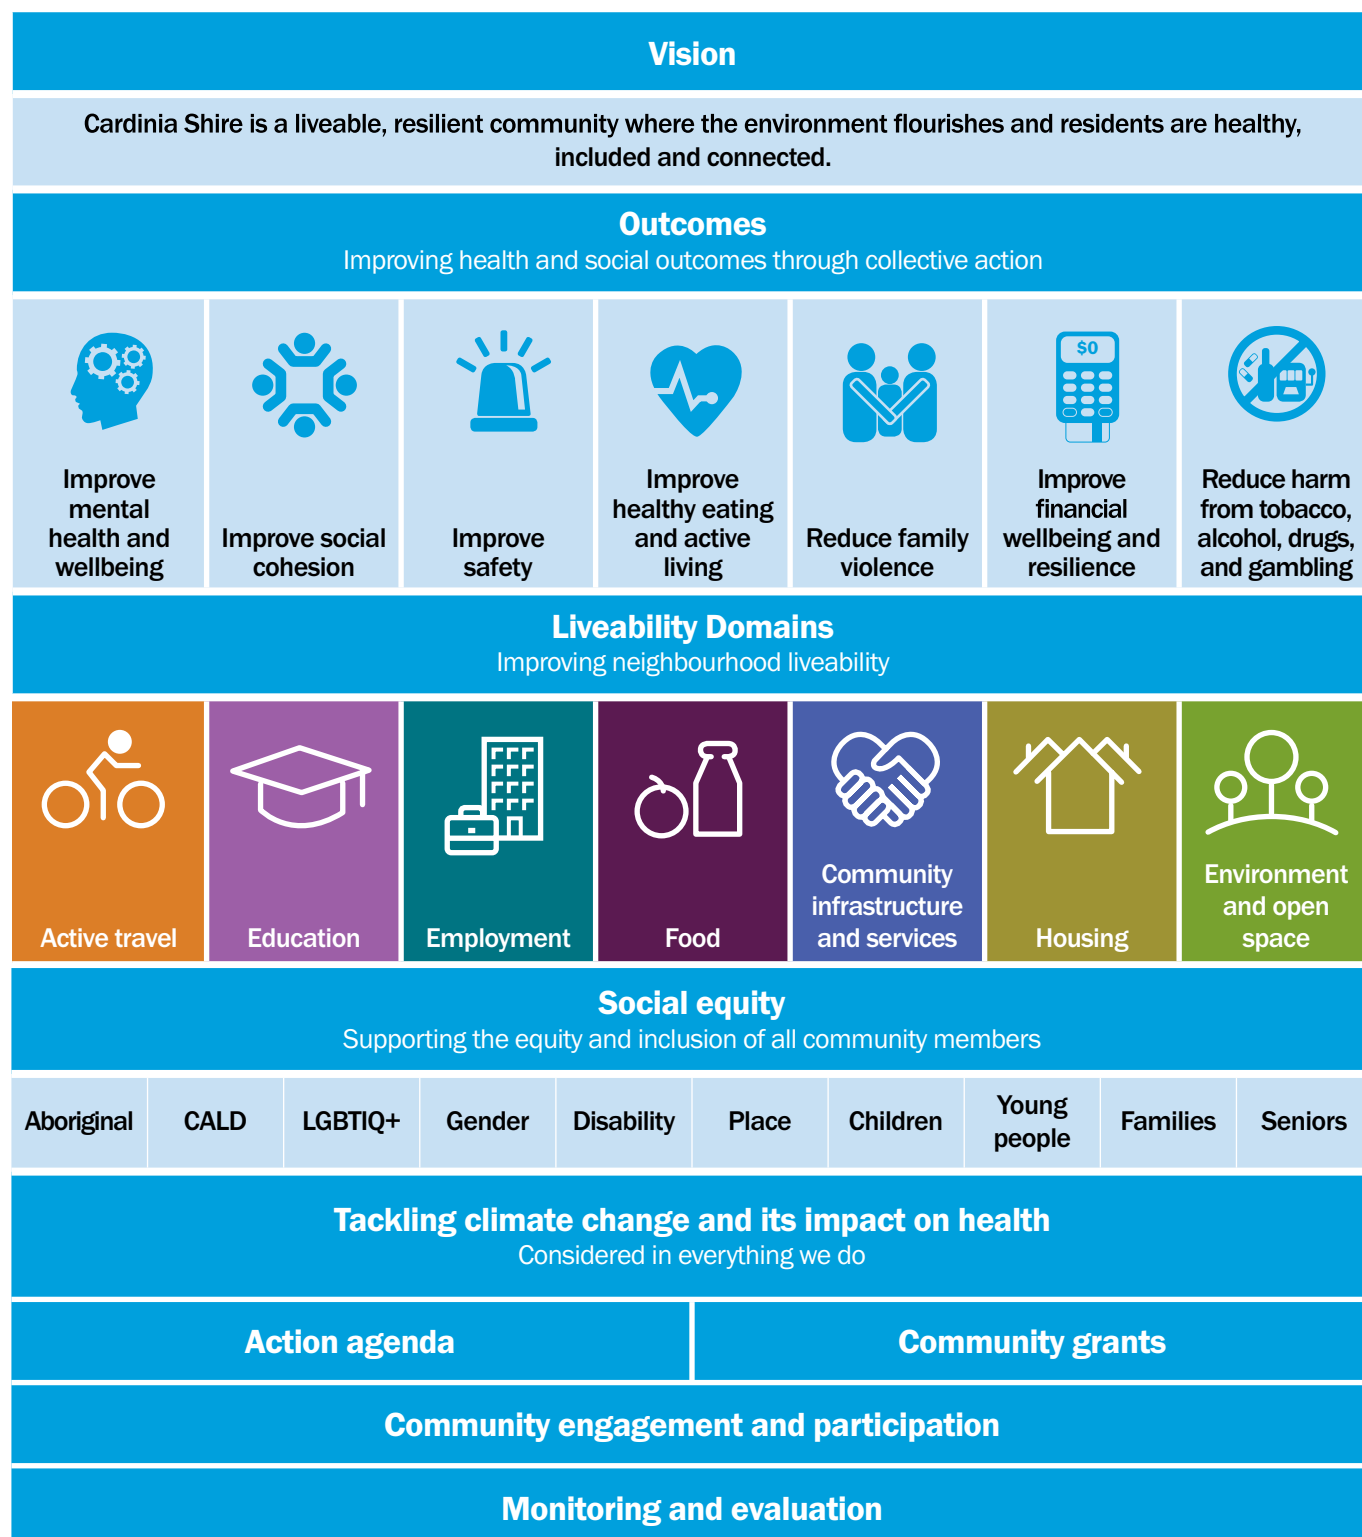 Vision
Cardinia Shire is a liveable, resilient community where the environment flourishes and residents are healthy,
included and connected.
Outcomes
Improving health and social outcomes through collective action
Improve
mental
health and
wellbeing
Improve social
cohesion
Improve
safety
Improve
healthy eating
and active
living
Reduce family
violence
$0
Improve
financial
wellbeing and
resilience
Reduce harm
from tobacco,
alcohol, drugs,
and gambling
Liveability Domains
Improving neighbourhood liveability
Active travel
Education
Employment
Food
Community
infrastructure
and services
Housing
Environment
and open
space
Social equity
Supporting the equity and inclusion of all community members
Aboriginal
CALD
LGBTIQ+
Gender
Disability
Place
Children
Young
people
Families
Seniors
Tackling climate change and its impact on health
Considered in everything we do
Action agenda
Community grants
Community engagement and participation
Monitoring and evaluation